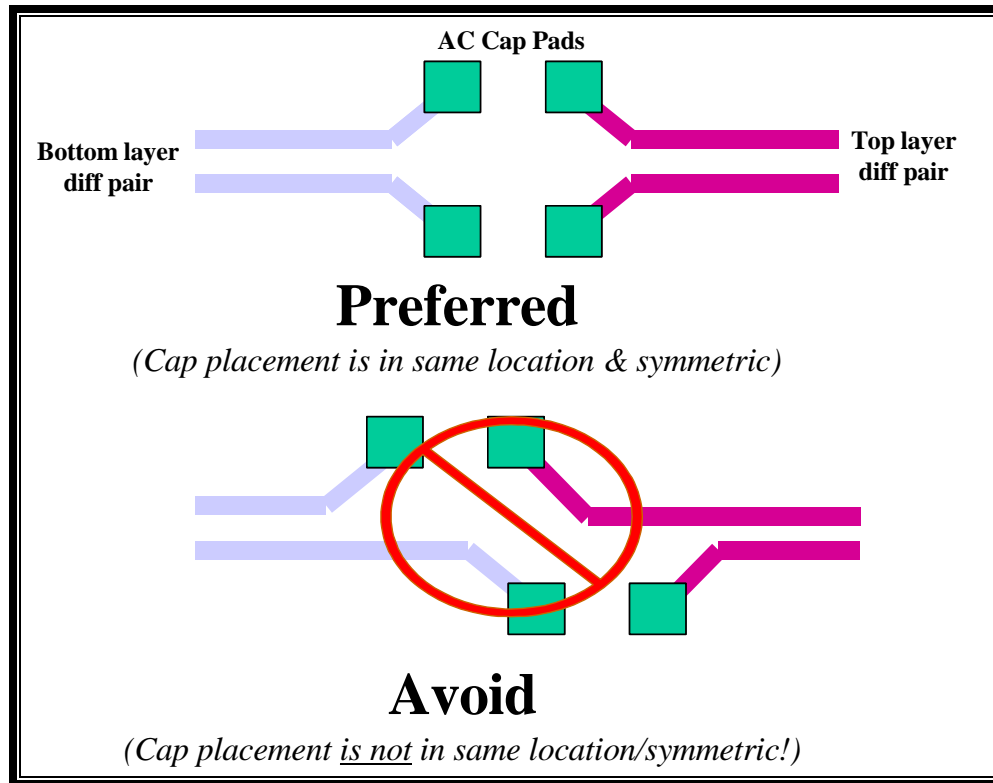 AC Cap Pads
Bottom layer
diff pair
Top layer
diff pair
Preferred
(Cap placement is in same location & symmetric)
Avoid
(Cap placement is not in same location/symmetric!)